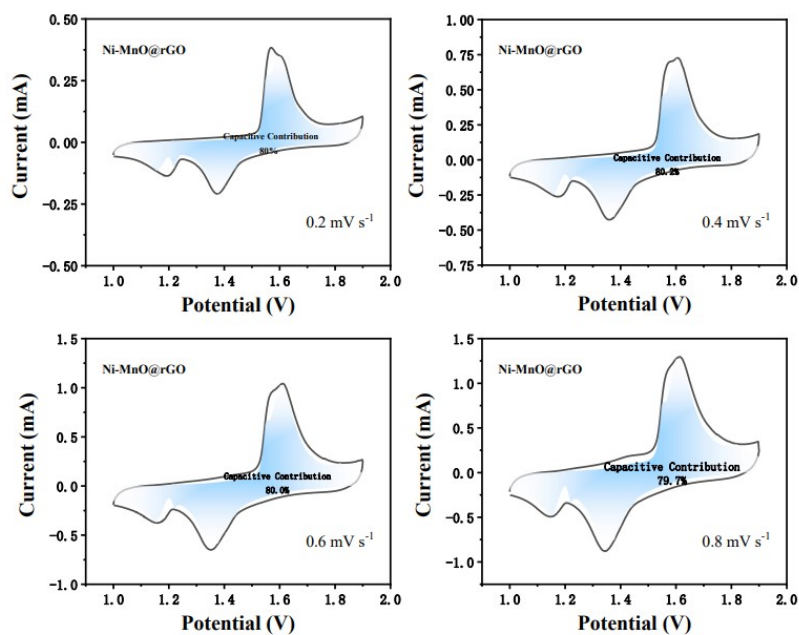 Ni-MnO@rGO
Capacitive Contribution
80%
0.2 mV s⁻¹
Current (mA)
0.50
0.25
0.00
-0.25
-0.50
1.0 1.2 1.4 1.6 1.8 2.0
Potential (V)
Ni-MnO@rGO
Capacitive Contribution
80.2%
0.4 mV s⁻¹
Current (mA)
1.00
0.75
0.50
0.25
0.00
-0.25
-0.50
-0.75
1.0 1.2 1.4 1.6 1.8 2.0
Potential (V)
Ni-MnO@rGO
Capacitive Contribution
80.0%
0.6 mV s⁻¹
Current (mA)
1.5
1.0
0.5
0.0
-0.5
-1.0
1.0 1.2 1.4 1.6 1.8 2.0
Potential (V)
Ni-MnO@rGO
Capacitive Contribution
79.7%
0.8 mV s⁻¹
Current (mA)
1.5
1.0
0.5
0.0
-0.5
-1.0
1.0 1.2 1.4 1.6 1.8 2.0
Potential (V)